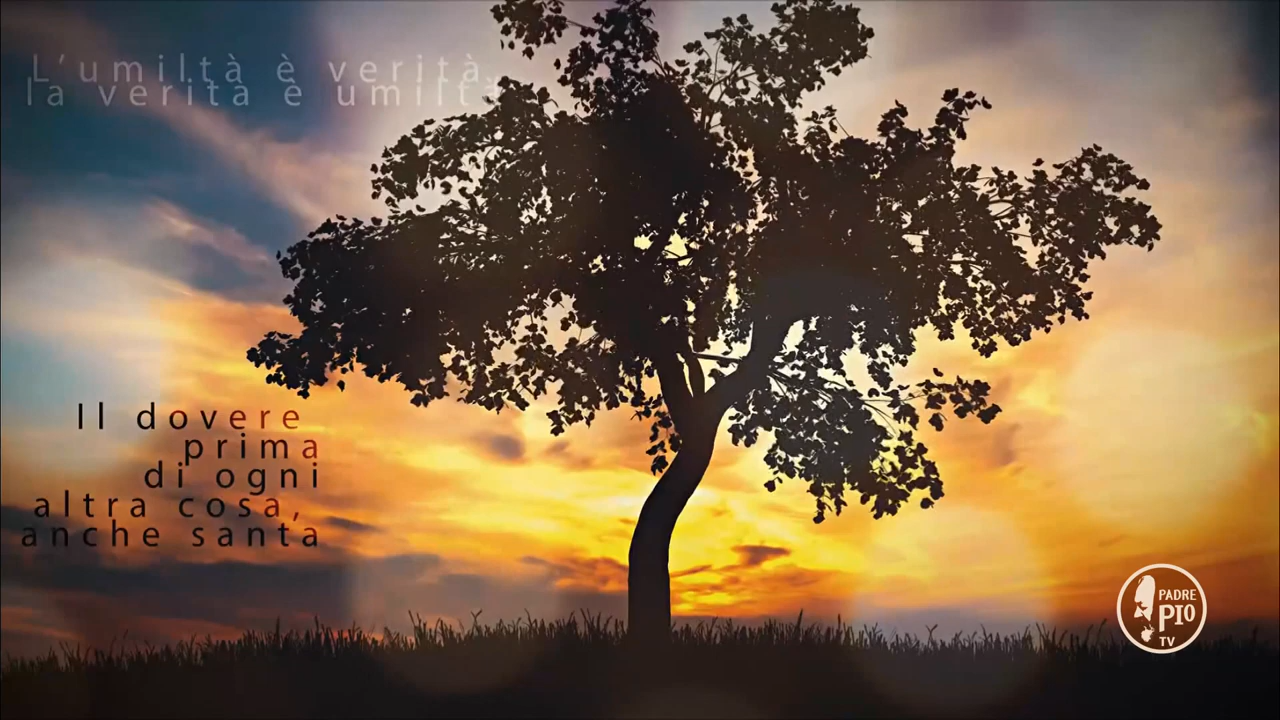 L'umiltà è verità,
la verità è umiltà
Il dovere
prima
di ogni
altra cosa,
anche santa
PADRE
PIO
TV